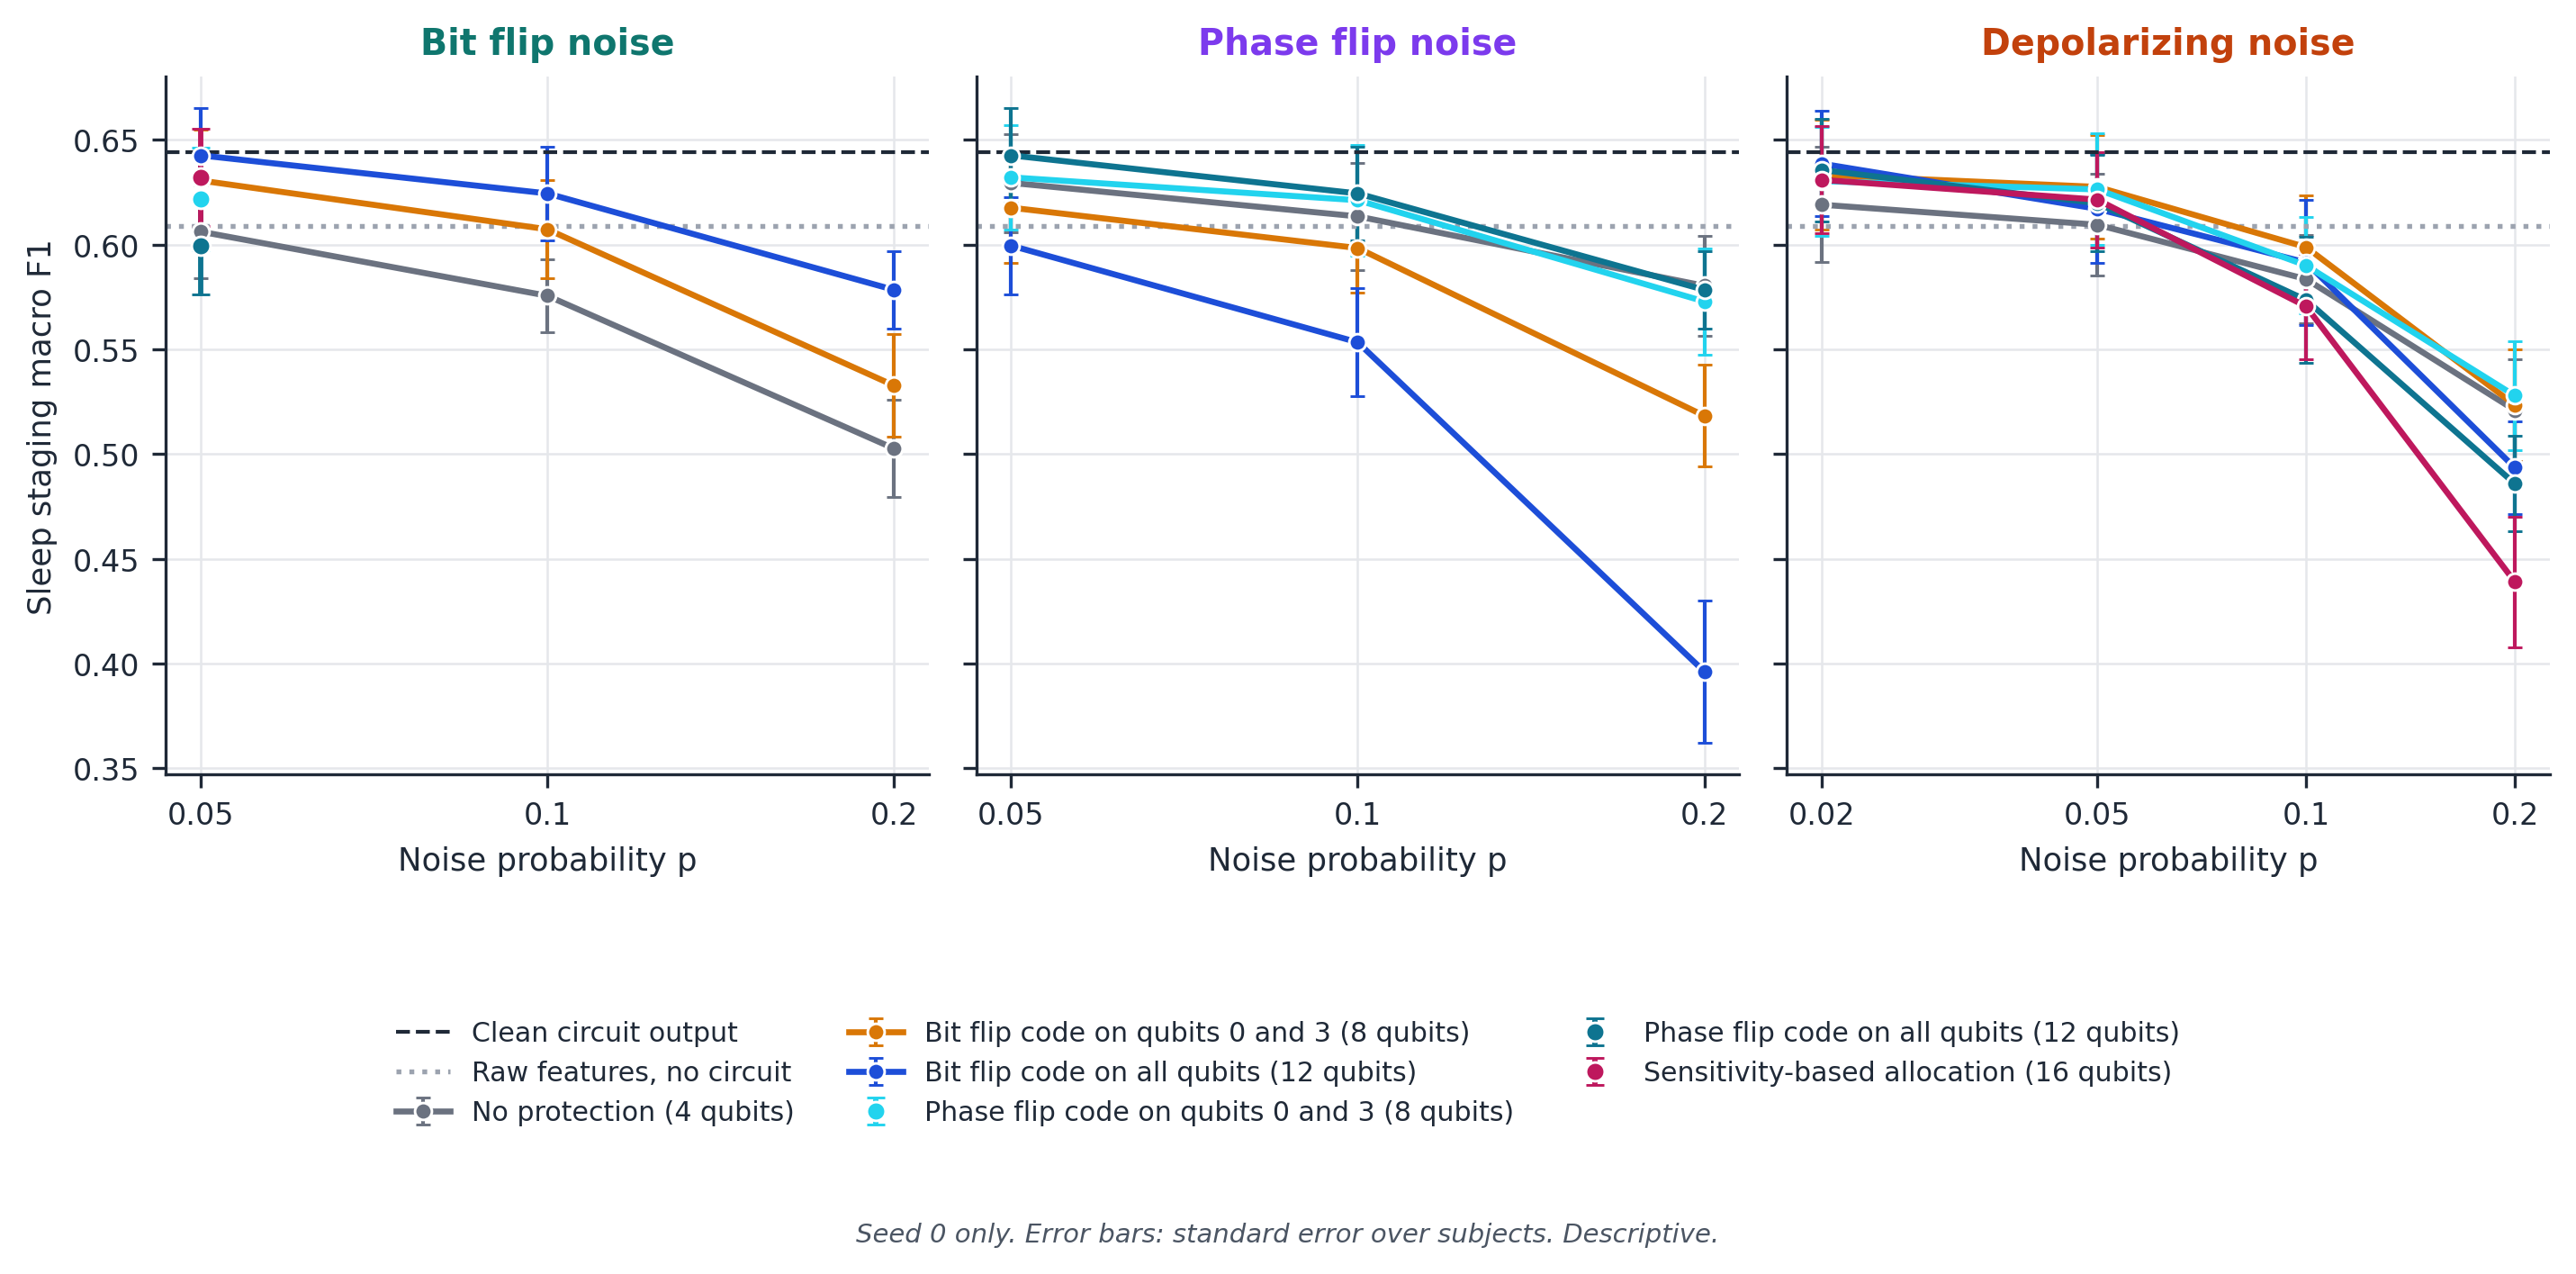 Bit flip noise
Phase flip noise
Depolarizing noise
Sleep staging macro F1
0.65
0.60
0.55
0.50
0.45
0.40
0.35
0.05 0.1 0.2
0.05 0.1 0.2
0.02 0.05 0.1 0.2
Noise probability p
Noise probability p
Noise probability p
Clean circuit output
Raw features, no circuit
No protection (4 qubits)
Bit flip code on qubits 0 and 3 (8 qubits)
Bit flip code on all qubits (12 qubits)
Phase flip code on qubits 0 and 3 (8 qubits)
Phase flip code on all qubits (12 qubits)
Sensitivity-based allocation (16 qubits)
Seed 0 only. Error bars: standard error over subjects. Descriptive.